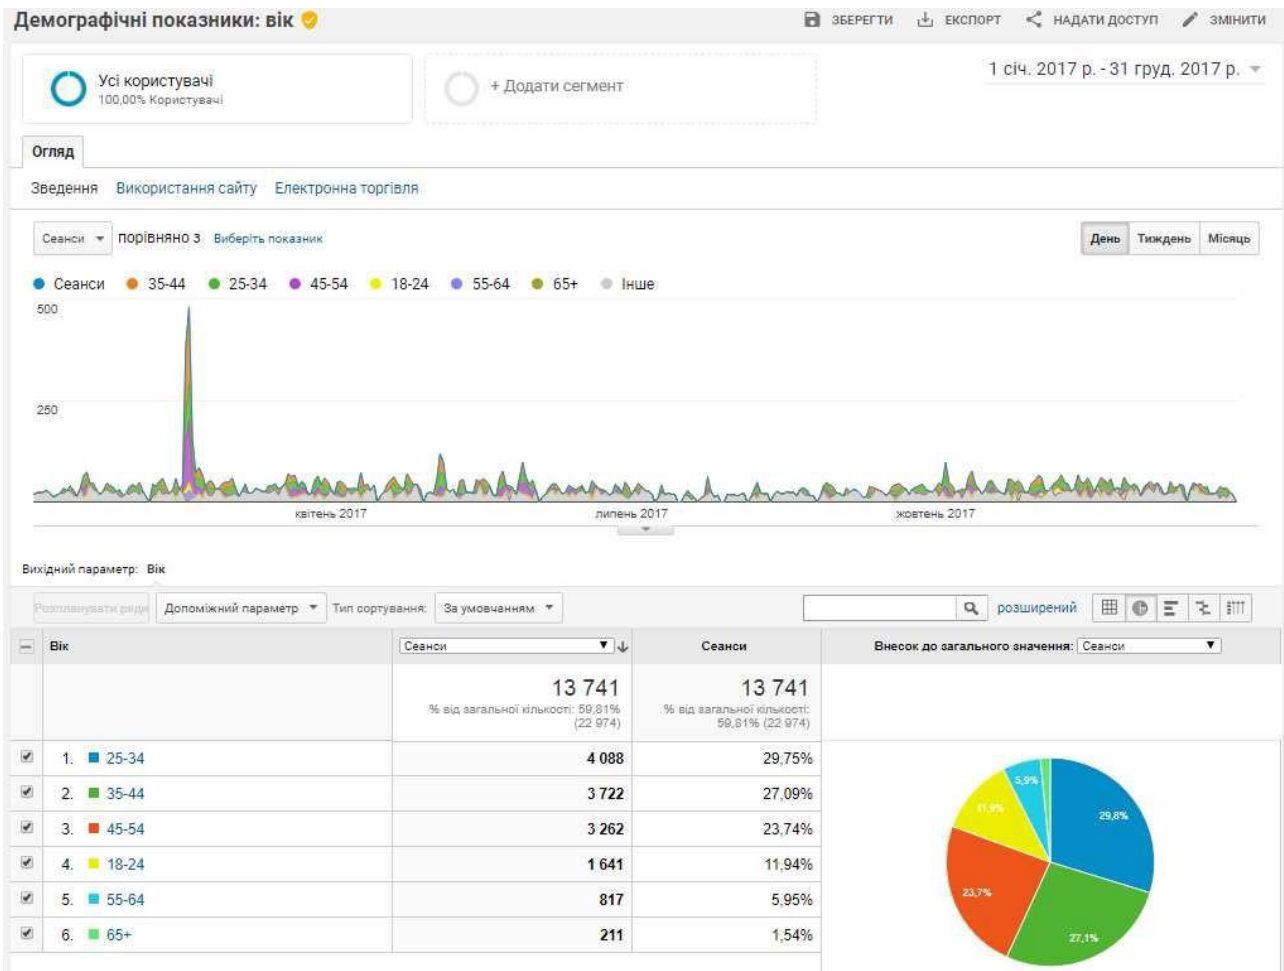 Демографічні показники: вік
ЗБЕРЕГТИ ЕКСПОРТ НАДАТИ ДОСТУП ЗМІНИТИ
Усі користувачі
100,00% Користувачі
+ Додати сегмент
1 січ. 2017 р. - 31 груд. 2017 р.
Огляд
Зведення Використання сайту Електронна торгівля
Сеанси порівняно з Виберіть показник
День Тиждень Місяць
Сеанси 35-44 25-34 45-54 18-24 55-64 65+ Інше
500
250
квітень 2017 липень 2017 жовтень 2017
Вихідний параметр: Вік
Розпланувати ряди Допоміжний параметр Тип сортування: За умовчанням розширений
Вік Сеанси Сеанси Внесок до загального значення: Сеанси
13 741 13 741
% від загальної кількості: 59,81% (22 974) % від загальної кількості: 59,81% (22 974)
1. 25-34 4 088 29,75%
2. 35-44 3 722 27,09%
3. 45-54 3 262 23,74%
4. 18-24 1 641 11,94%
5. 55-64 817 5,95%
6. 65+ 211 1,54%
5,9%
11,9%
29,8%
23,7%
27,1%